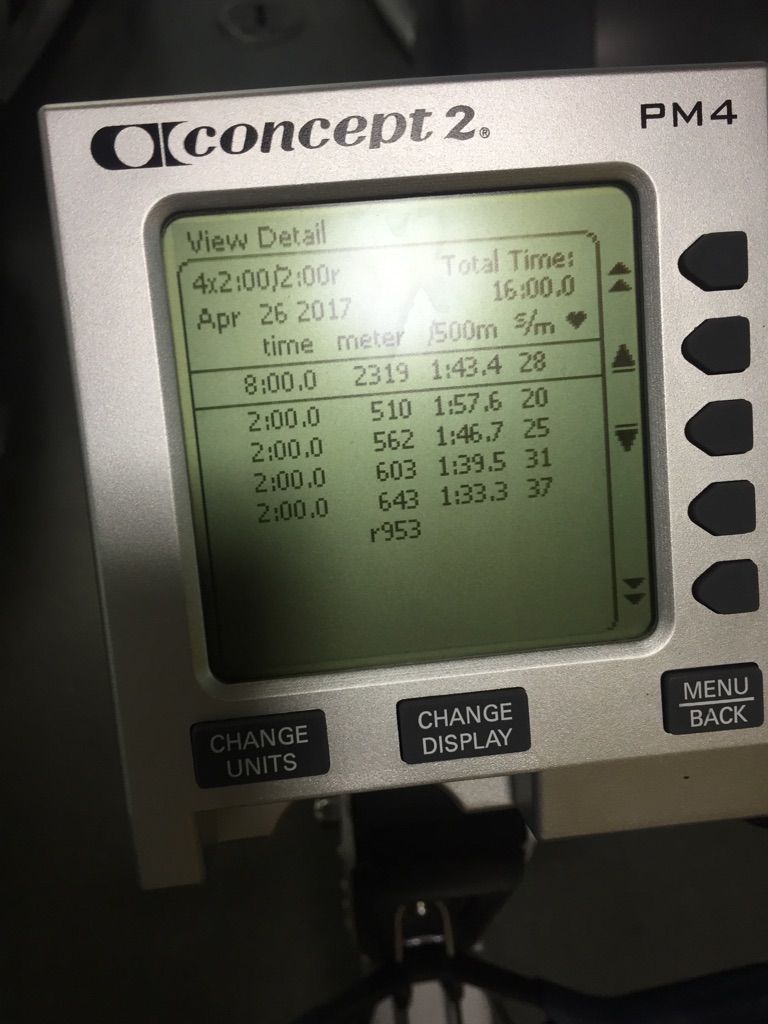 concept 2®
PM4
View Detail
4x2:00/2:00r
Total Time:
16:00.0
Apr 26 2017
time meter /500m s/m ♥
8:00.0 2319 1:43.4 28
2:00.0 510 1:57.6 20
2:00.0 562 1:46.7 25
2:00.0 603 1:39.5 31
2:00.0 643 1:33.3 37
r953
CHANGE
UNITS
CHANGE
DISPLAY
MENU
BACK